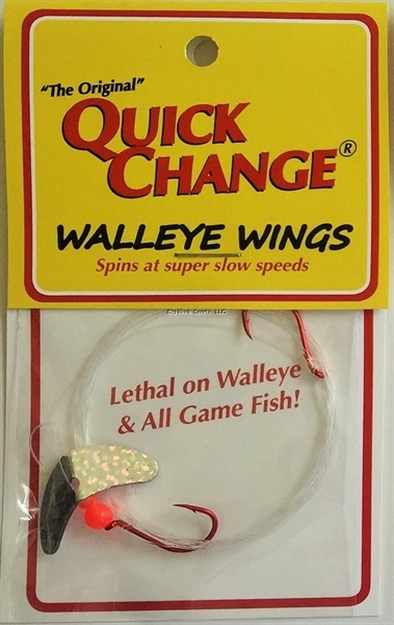 "The Original"
QUICK
CHANGE®
WALLEYE WINGS
Spins at super slow speeds
Lethal on Walleye
& All Game Fish!